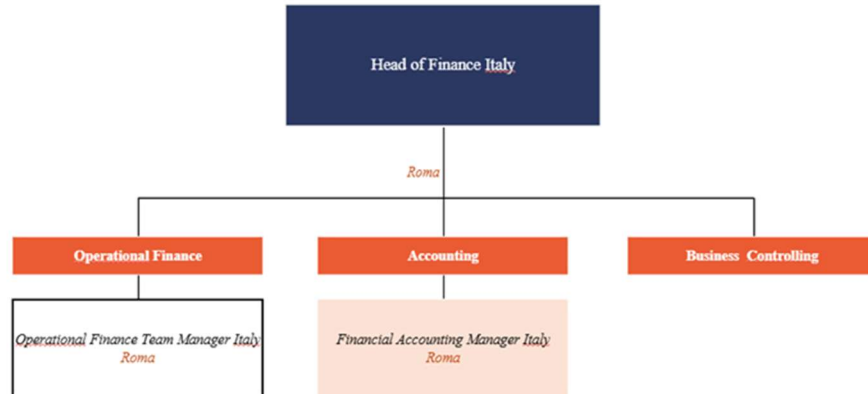 Head of Finance Italy
Roma
Operational Finance
Accounting
Business Controlling
Operational Finance Team Manager Italy
Roma
Financial Accounting Manager Italy
Roma